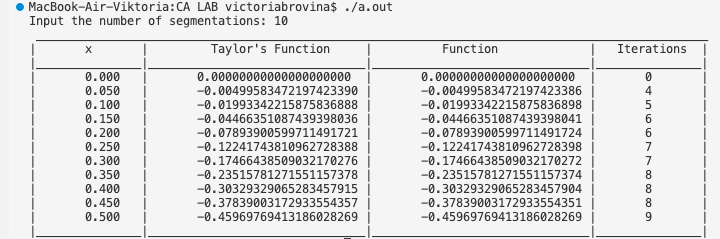 MacBook-Air-Viktoria:CA LAB victoriabrovina$ ./a.out
Input the number of segmentations: 10
| x | Taylor's Function | Function | Iterations |
| 0.000 | 0.00000000000000000000 | 0.00000000000000000000 | 0 |
| 0.050 | -0.00499583472197423390 | -0.00499583472197423386 | 4 |
| 0.100 | -0.01993342215875836888 | -0.01993342215875836898 | 5 |
| 0.150 | -0.04466351087439398036 | -0.04466351087439398041 | 6 |
| 0.200 | -0.07893900599711491721 | -0.07893900599711491724 | 6 |
| 0.250 | -0.12241743810962728388 | -0.12241743810962728398 | 7 |
| 0.300 | -0.17466438509032170276 | -0.17466438509032170272 | 7 |
| 0.350 | -0.23515781271551157378 | -0.23515781271551157374 | 8 |
| 0.400 | -0.30329329065283457915 | -0.30329329065283457904 | 8 |
| 0.450 | -0.37839003172933554357 | -0.37839003172933554351 | 8 |
| 0.500 | -0.45969769413186028269 | -0.45969769413186028269 | 9 |